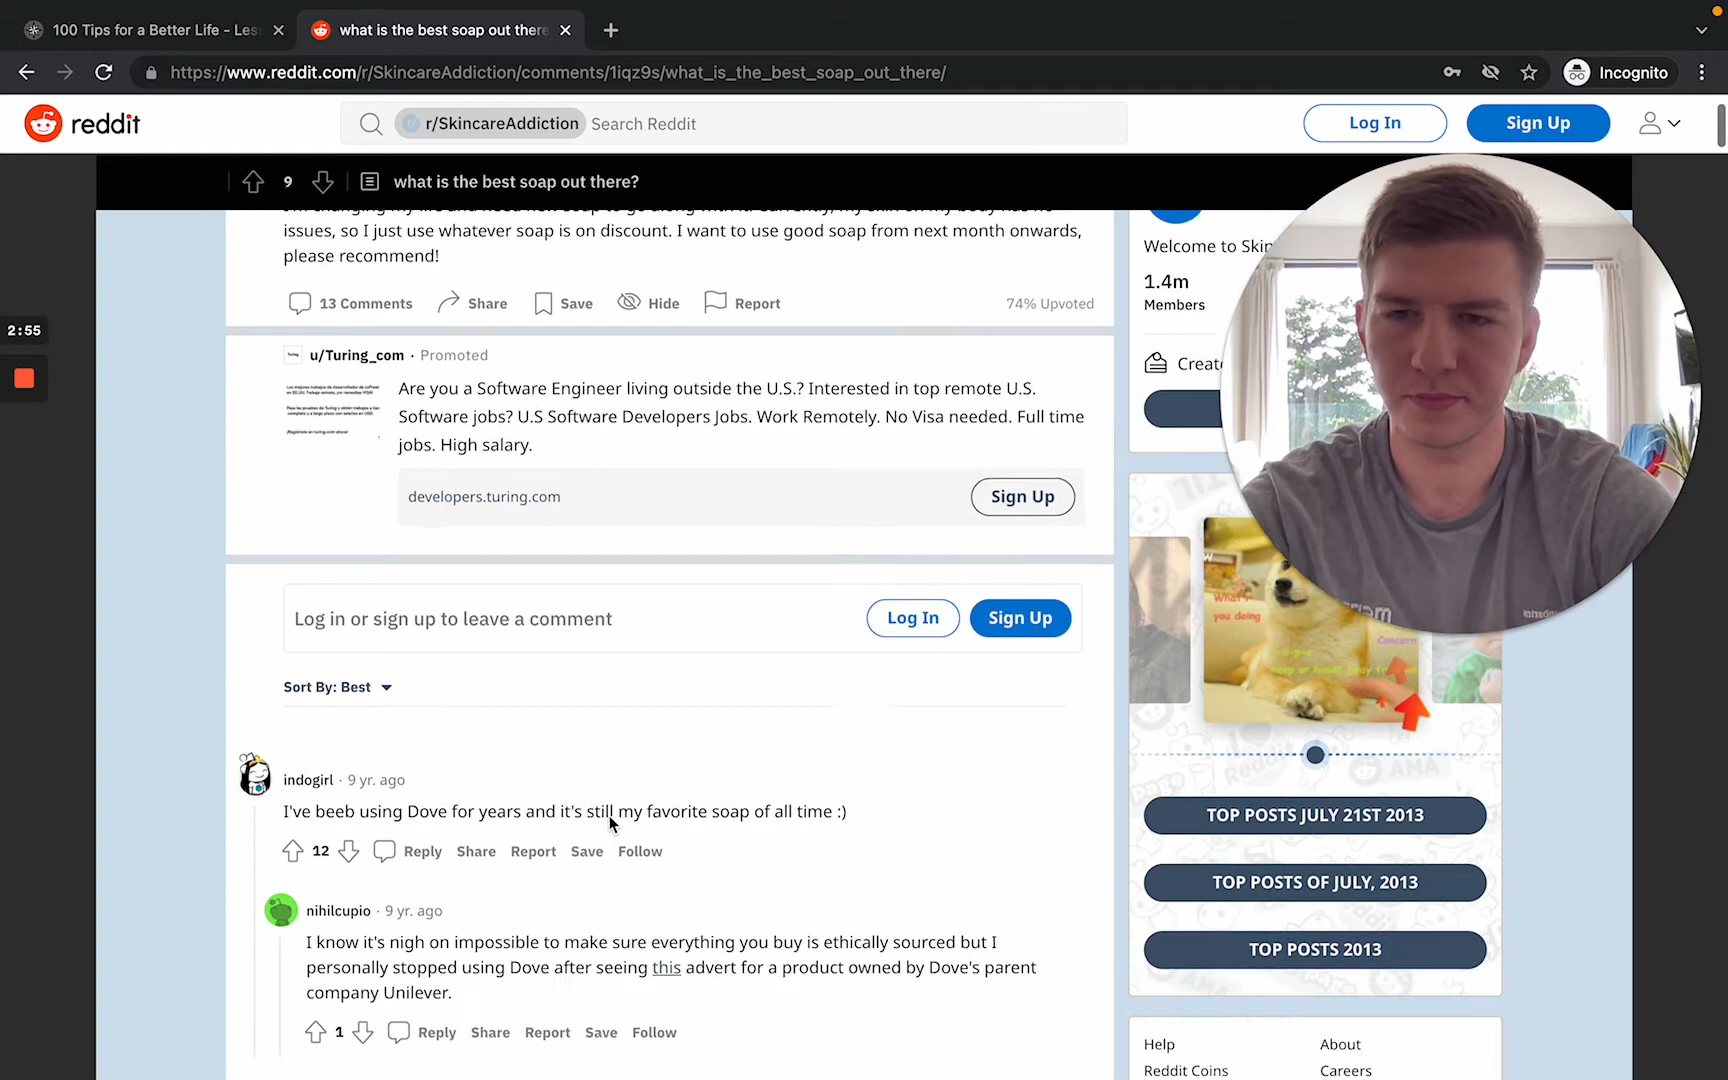 100 Tips for a Better Life - Les
what is the best soap out there
https://www.reddit.com/r/SkincareAddiction/comments/1iqz9s/what_is_the_best_soap_out_there/
Incognito
reddit
r/SkincareAddiction Search Reddit
Log In
Sign Up
9
what is the best soap out there?
issues, so I just use whatever soap is on discount. I want to use good soap from next month onwards,
please recommend!
13 Comments
Share
Save
Hide
Report
74% Upvoted
u/Turing_com · Promoted
Are you a Software Engineer living outside the U.S.? Interested in top remote U.S.
Software jobs? U.S Software Developers Jobs. Work Remotely. No Visa needed. Full time
jobs. High salary.
developers.turing.com
Sign Up
Log in or sign up to leave a comment
Log In
Sign Up
Sort By: Best
indogirl · 9 yr. ago
I've beeb using Dove for years and it's still my favorite soap of all time :)
12
Reply
Share
Report
Save
Follow
nihilcupio · 9 yr. ago
I know it's nigh on impossible to make sure everything you buy is ethically sourced but I
personally stopped using Dove after seeing this advert for a product owned by Dove's parent
company Unilever.
1
Reply
Share
Report
Save
Follow
2:55
Welcome to Skin
1.4m
Members
Create
What
you doing
Concern
TOP POSTS JULY 21ST 2013
TOP POSTS OF JULY, 2013
TOP POSTS 2013
Help
About
Reddit Coins
Careers